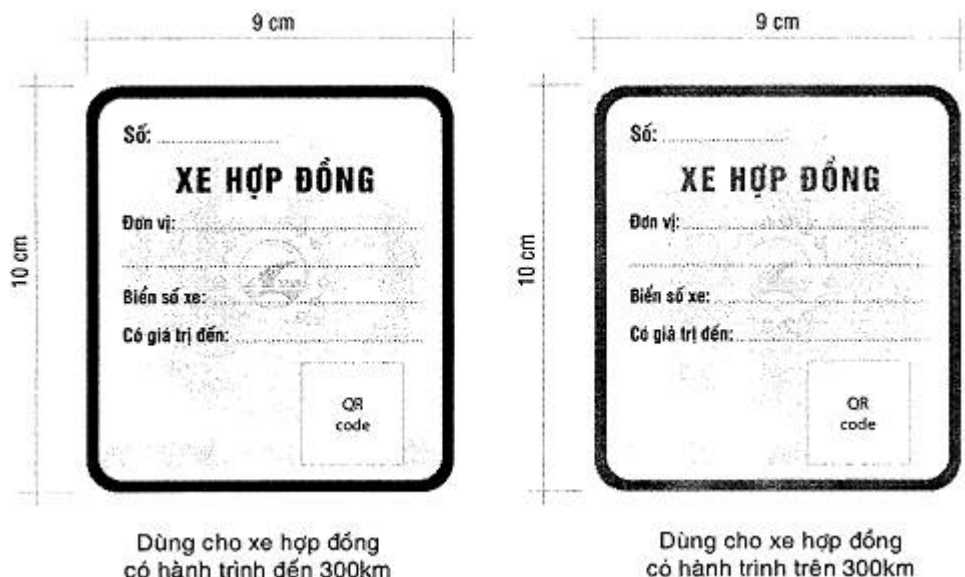 9 cm
10 cm
Số:
XE HỢP ĐỒNG
Đơn vị:
Biển số xe:
Có giá trị đến:
QR
code
Dùng cho xe hợp đồng
có hành trình đến 300km
9 cm
10 cm
Số:
XE HỢP ĐỒNG
Đơn vị:
Biển số xe:
Có giá trị đến:
QR
code
Dùng cho xe hợp đồng
có hành trình trên 300km